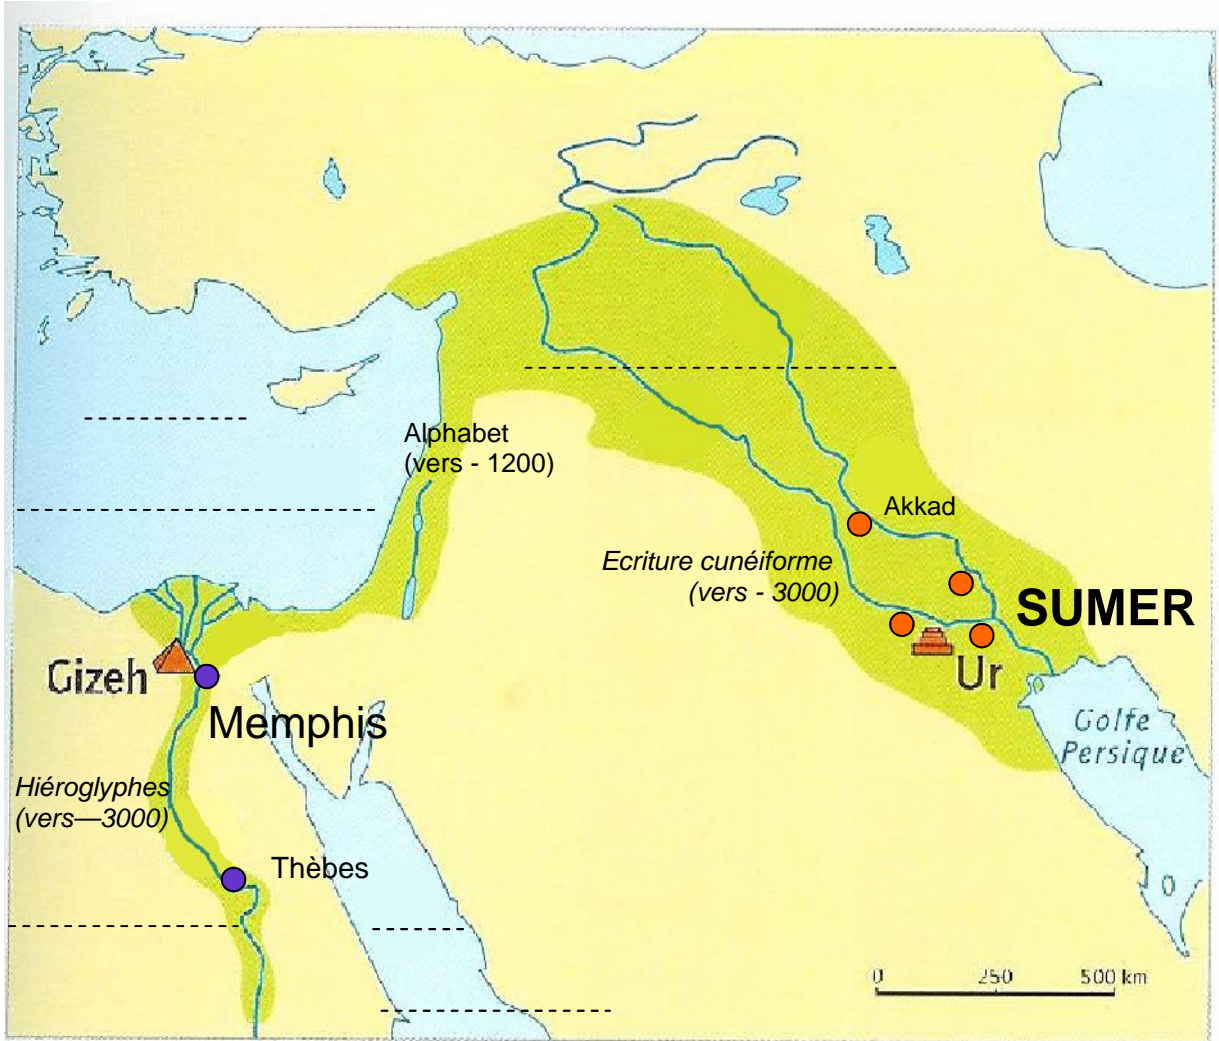 Alphabet
(vers - 1200)
Akkad
Ecriture cunéiforme
(vers - 3000)
SUMER
Gizeh
Ur
Memphis
Golfe
Persique
Hiéroglyphes
(vers—3000)
Thèbes
0 250 500 km